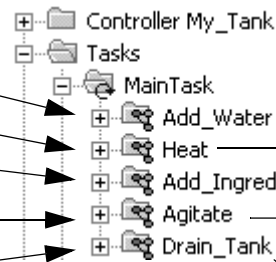 Controller My_Tank
Tasks
MainTask
Add_Water
Heat
Add_Ingred
Agitate
Drain_Tank